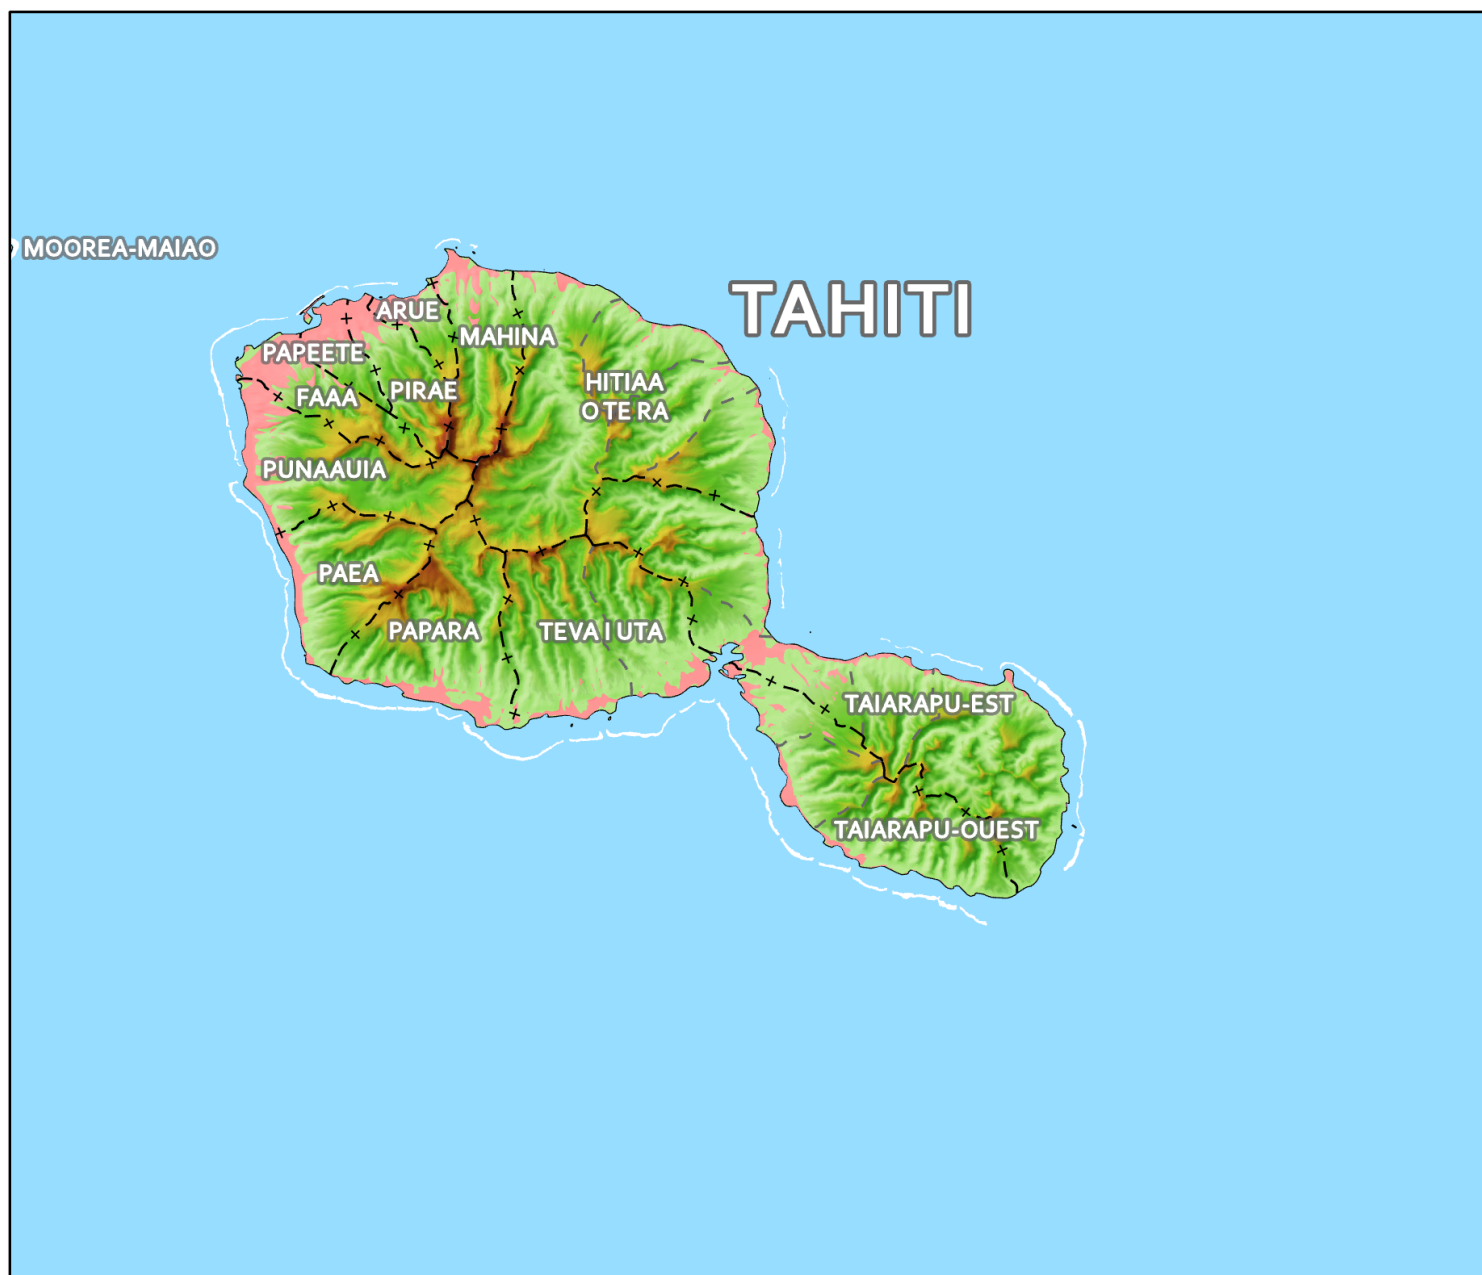 MOOREA-MAIAO
TAHITI
ARUE
MAHINA
PAPEETE
PIRAE
HITIAA
O TE RA
FAAA
PUNAAUIA
PAEA
PAPARA
TEVA I UTA
TAIARAPU-EST
TAIARAPU-OUEST